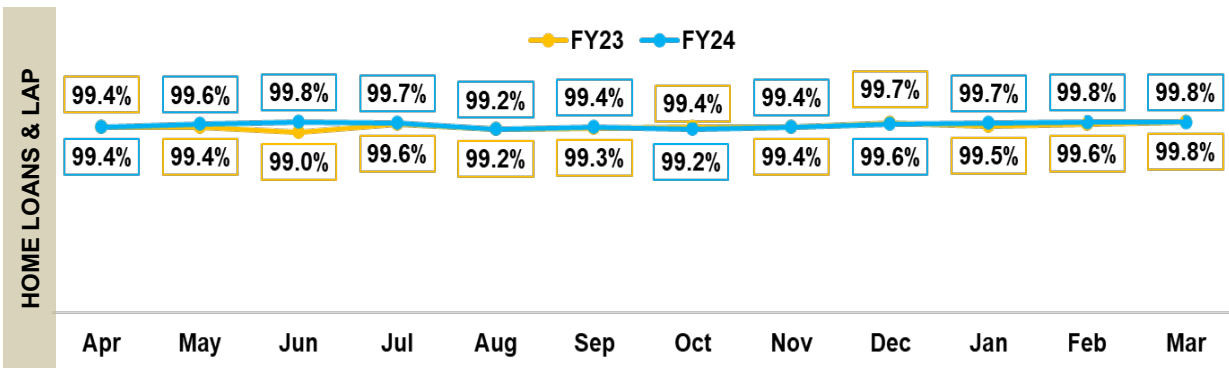 FY23 FY24
HOME LOANS & LAP
99.4% 99.6% 99.8% 99.7% 99.2% 99.4% 99.4% 99.4% 99.7% 99.7% 99.8% 99.8%
99.4% 99.4% 99.0% 99.6% 99.2% 99.3% 99.2% 99.4% 99.6% 99.5% 99.6% 99.8%
Apr May Jun Jul Aug Sep Oct Nov Dec Jan Feb Mar